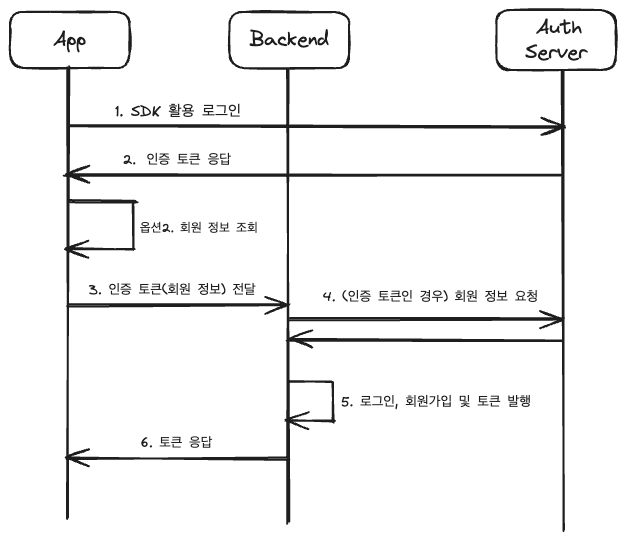 App
Backend
Auth
Server
1. SDK 활용 로그인
2. 인증 토큰 응답
옵션2. 회원 정보 조회
3. 인증 토큰(회원 정보) 전달
4. (인증 토큰인 경우) 회원 정보 요청
5. 로그인, 회원가입 및 토큰 발행
6. 토큰 응답